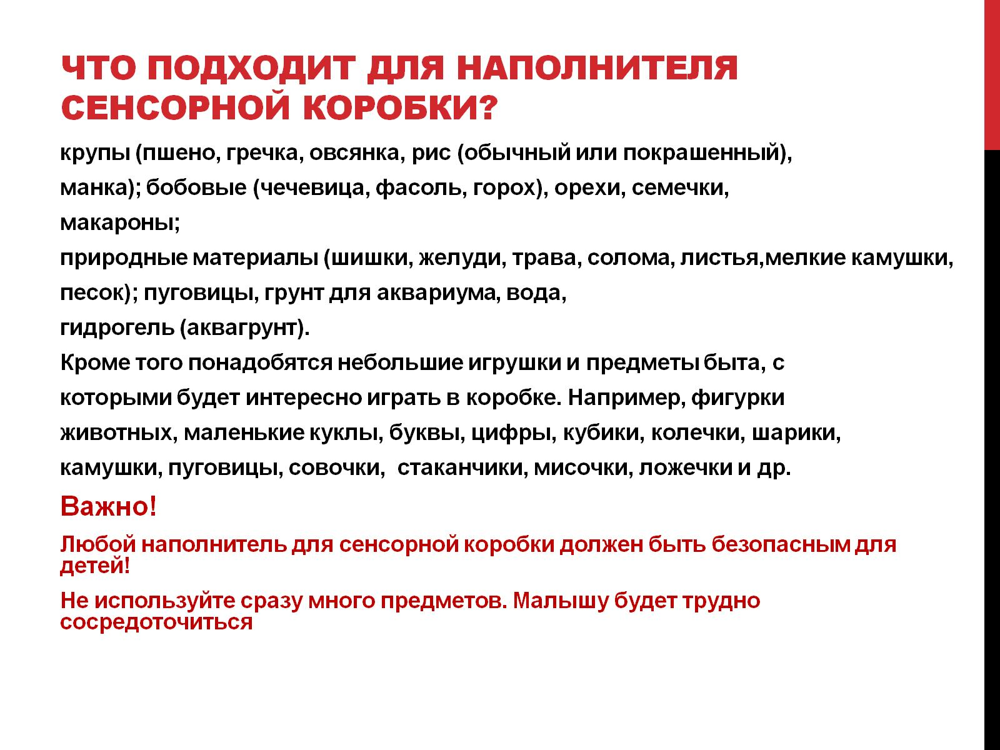 ЧТО ПОДХОДИТ ДЛЯ НАПОЛНИТЕЛЯ
СЕНСОРНОЙ КОРОБКИ?
крупы (пшено, гречка, овсянка, рис (обычный или покрашенный),
манка); бобовые (чечевица, фасоль, горох), орехи, семечки,
макароны;
природные материалы (шишки, желуди, трава, солома, листья,мелкие камушки,
песок); пуговицы, грунт для аквариума, вода,
гидрогель (аквагрунт).
Кроме того понадобятся небольшие игрушки и предметы быта, с
которыми будет интересно играть в коробке. Например, фигурки
животных, маленькие куклы, буквы, цифры, кубики, колечки, шарики,
камушки, пуговицы, совочки,  стаканчики, мисочки, ложечки и др.
Важно!
Любой наполнитель для сенсорной коробки должен быть безопасным для
детей!
Не используйте сразу много предметов. Малышу будет трудно
сосредоточиться